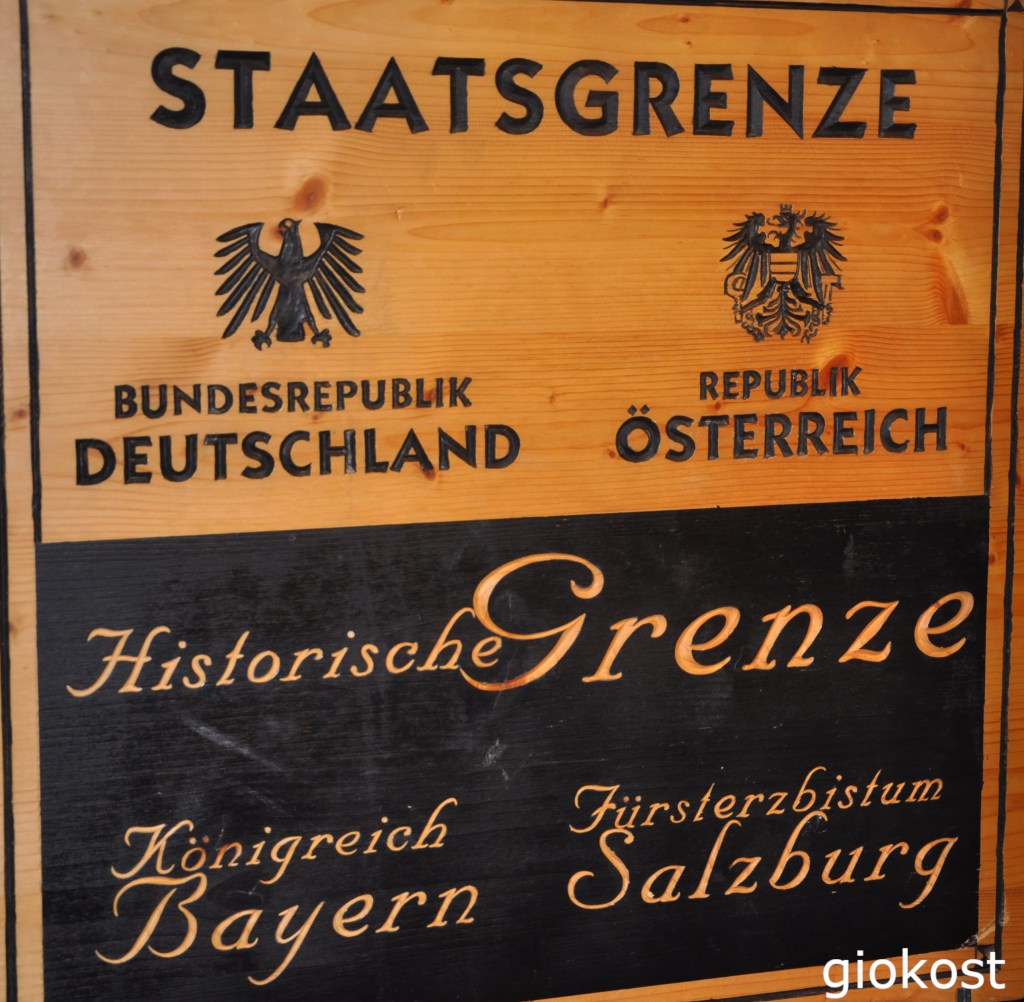 STAATSGRENZE
BUNDESREPUBLIK
DEUTSCHLAND
REPUBLIK
ÖSTERREICH
Historische Grenze
Königreich
Bayern
Fürsterzbistum
Salzburg
giokost